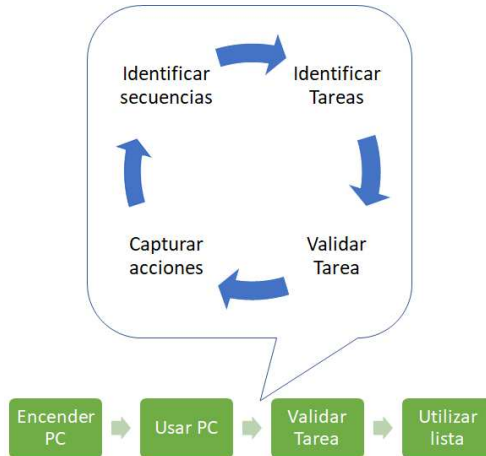 Identificar
secuencias
Identificar
Tareas
Capturar
acciones
Validar
Tarea
Encender
PC
Usar PC
Validar
Tarea
Utilizar
lista